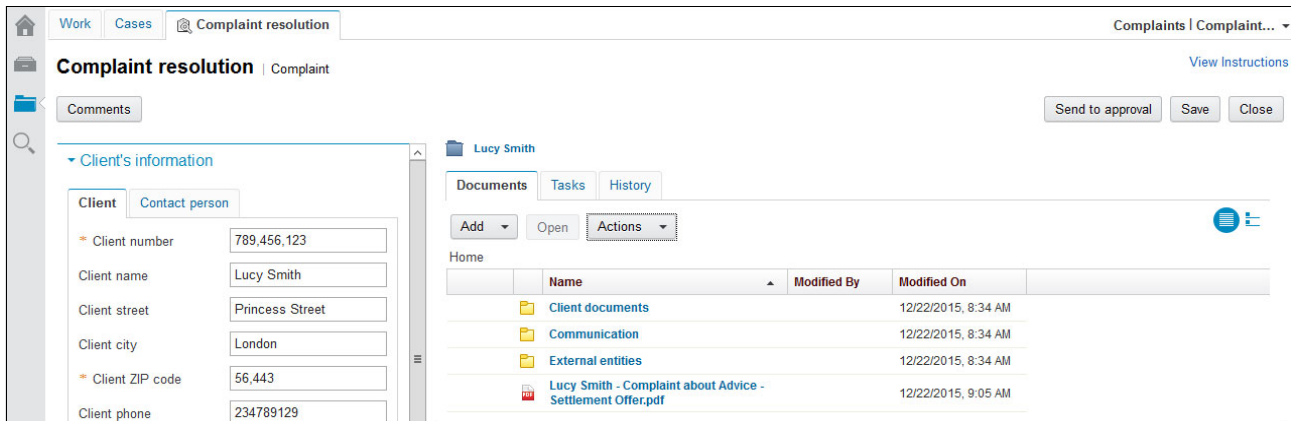 Work Cases Complaint resolution Complaints | Complaint...
Complaint resolution | Complaint View Instructions
Comments Send to approval Save Close
Client's information
Client Contact person
* Client number 789,456,123
Client name Lucy Smith
Client street Princess Street
Client city London
* Client ZIP code 56,443
Client phone 234789129
Lucy Smith
Documents Tasks History
Add Open Actions
Home
Name Modified By Modified On
Client documents 12/22/2015, 8:34 AM
Communication 12/22/2015, 8:34 AM
External entities 12/22/2015, 8:34 AM
PDF Lucy Smith - Complaint about Advice -
Settlement Offer.pdf 12/22/2015, 9:05 AM